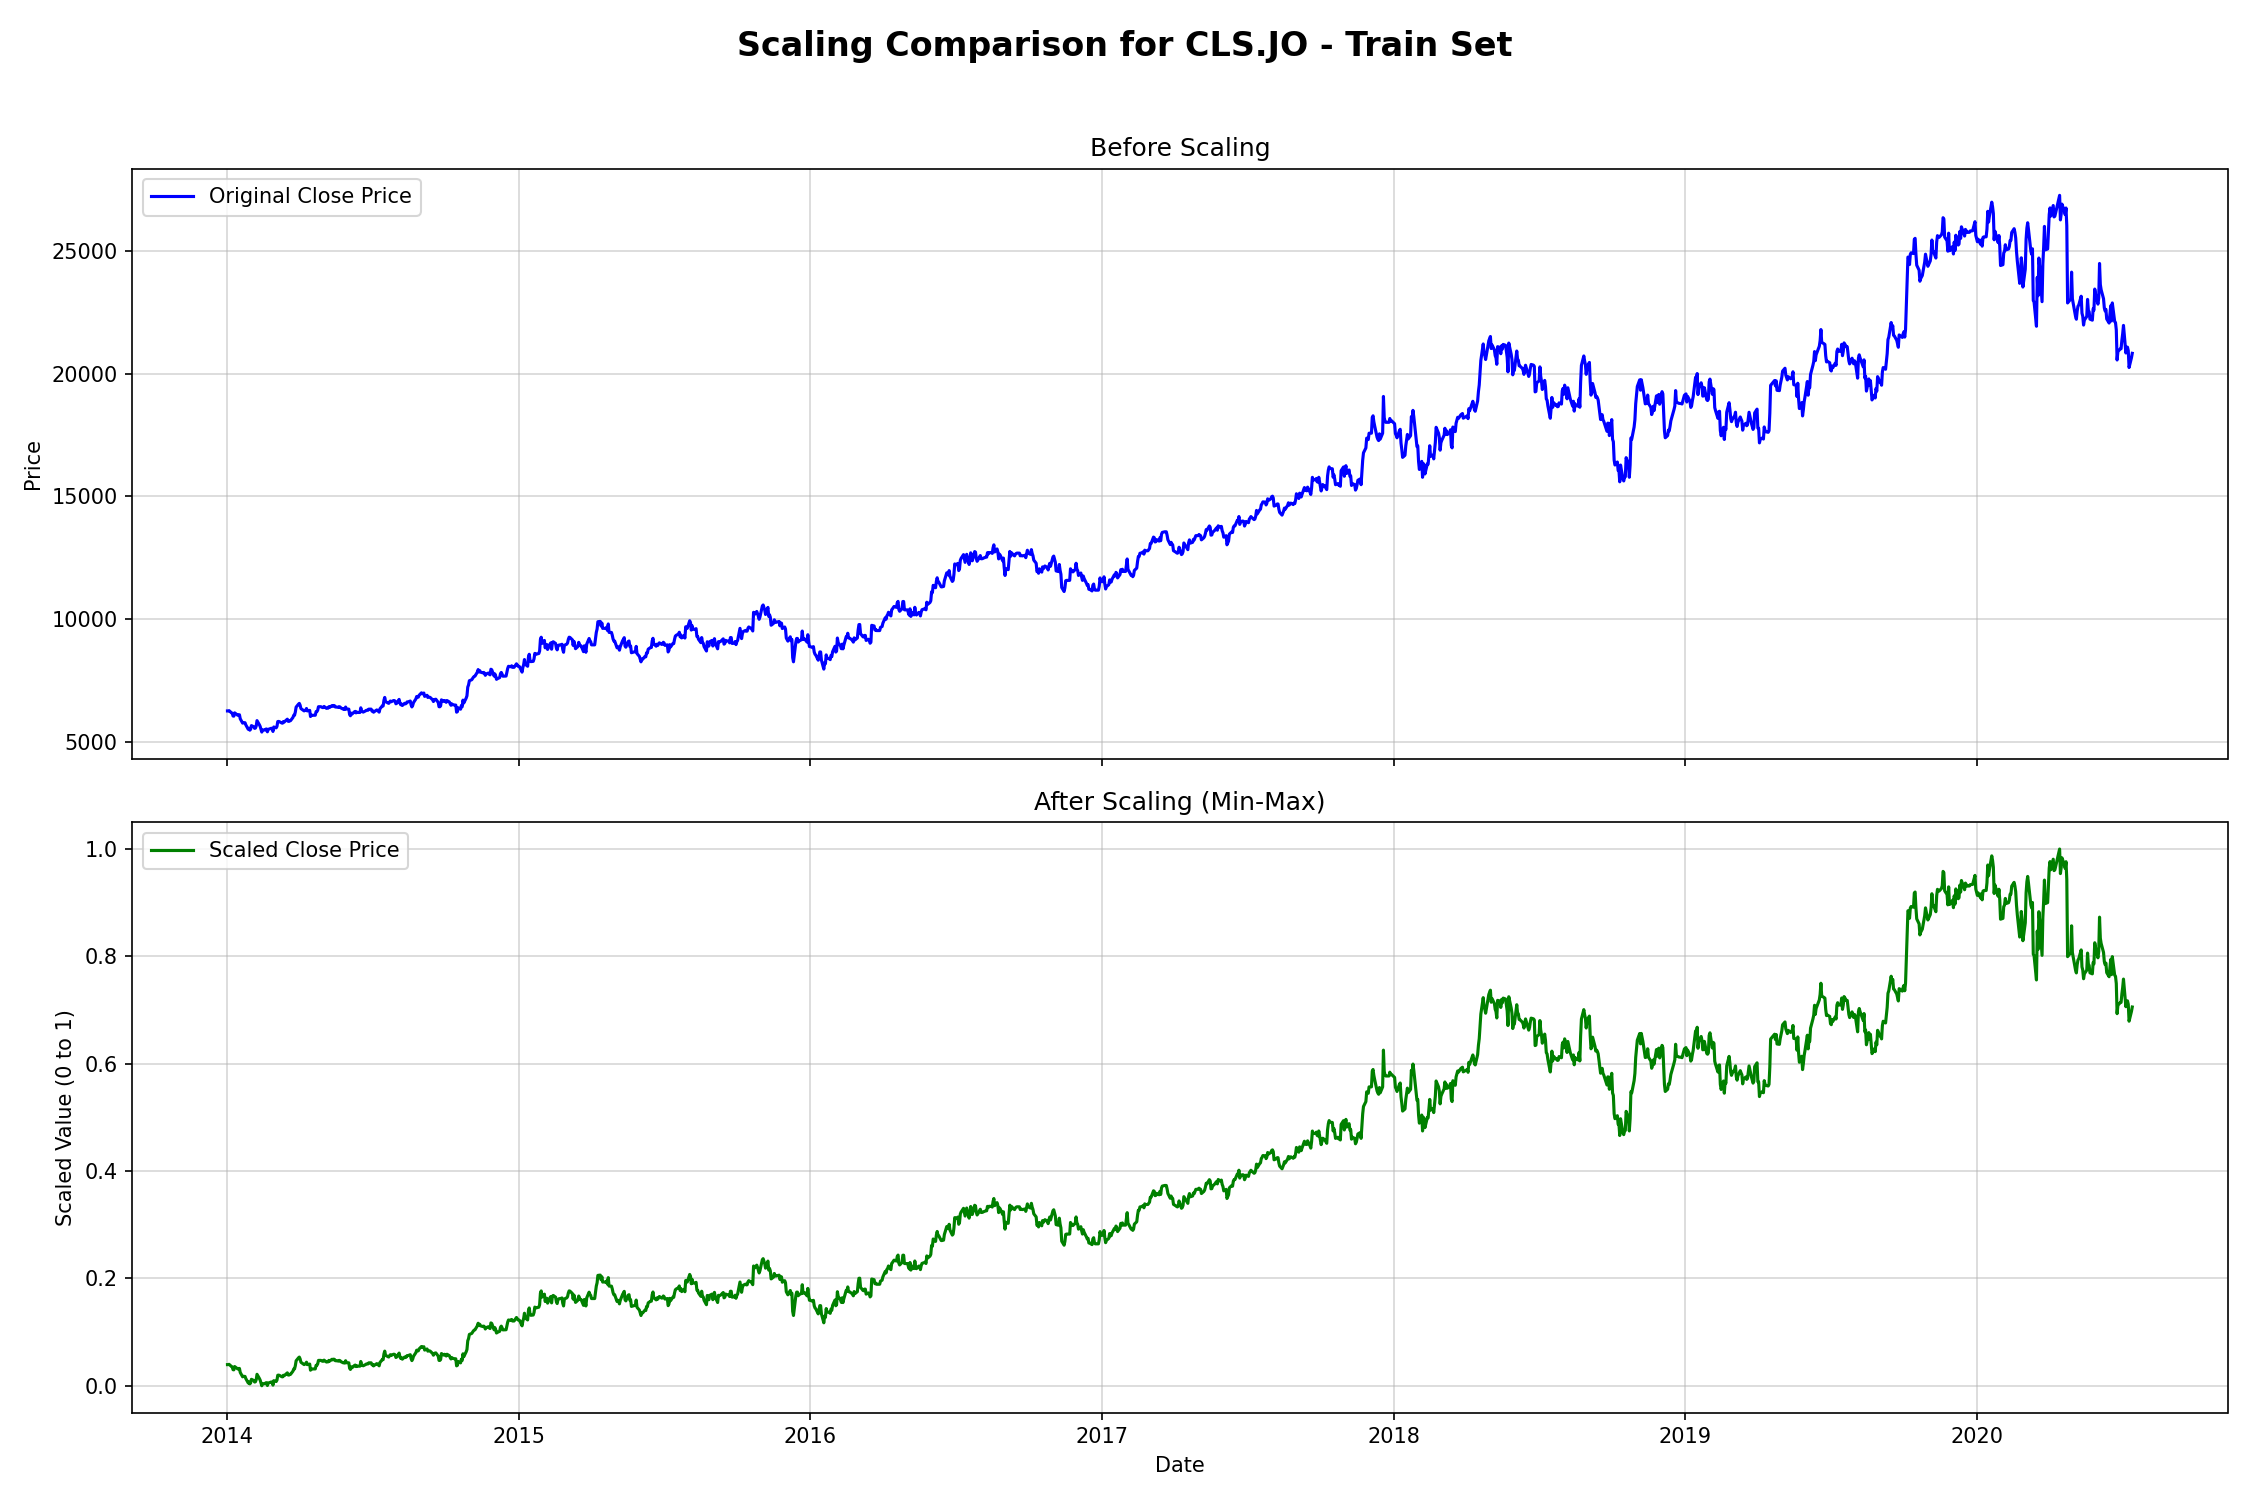 Scaling Comparison for CLS.JO - Train Set
Before Scaling
Original Close Price
Price
25000
20000
15000
10000
5000
After Scaling (Min-Max)
Scaled Close Price
Scaled Value (0 to 1)
1.0
0.8
0.6
0.4
0.2
0.0
2014 2015 2016 2017 2018 2019 2020
Date